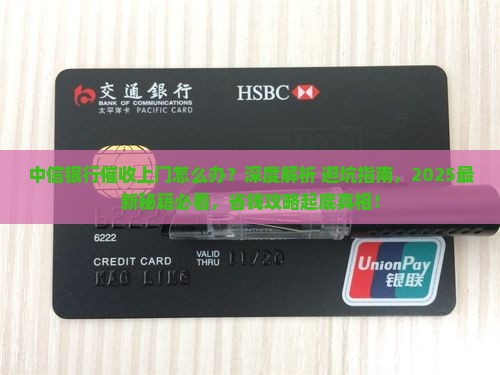 交通銀行 HSBC
BANK OF COMMUNICATIONS
太平洋卡 PACIFIC CARD
中信银行催收上门怎么办？深度解析 避坑指南，2025最
新秘籍必看，省钱攻略起底真相！
6222
CREDIT CARD VALID THRU 11/20
MAO LING
UnionPay
银联